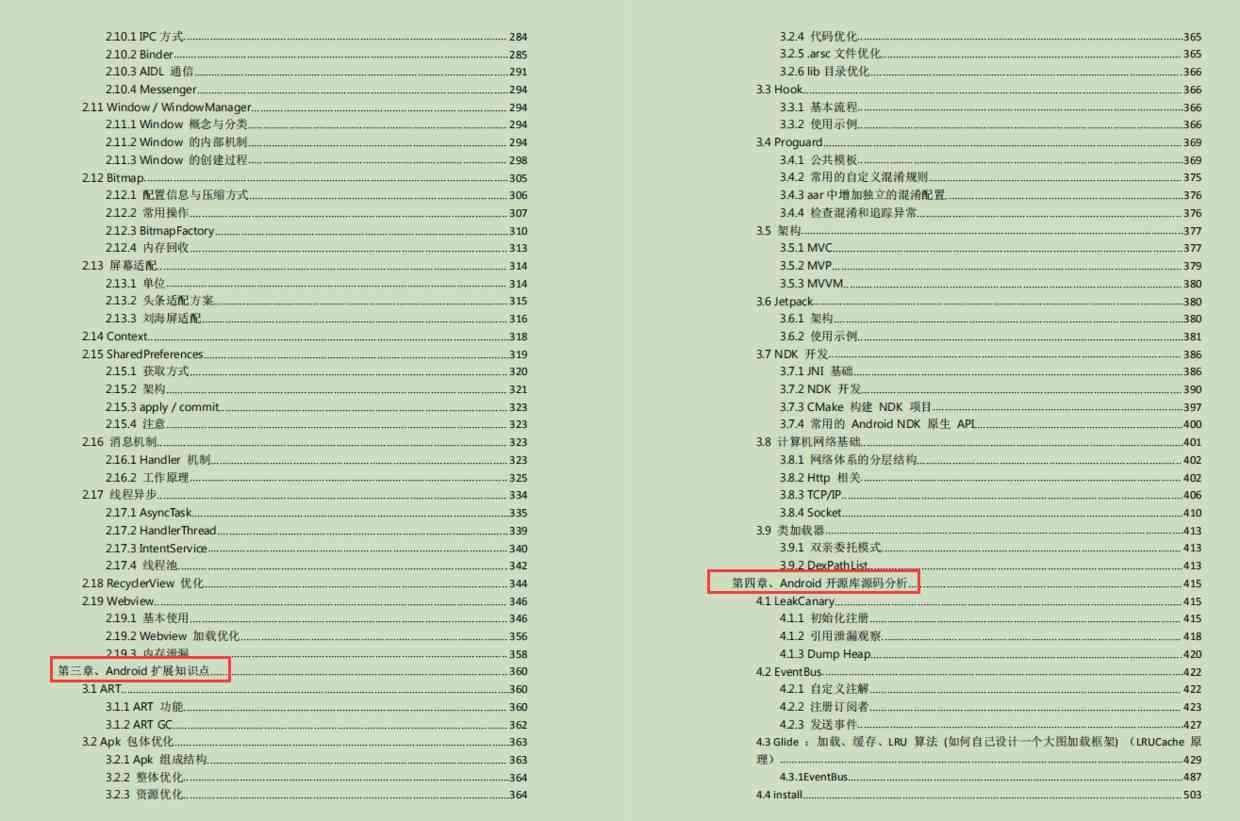 2.10.1 IPC 方式 284
2.10.2 Binder 285
2.10.3 AIDL 通信 291
2.10.4 Messenger 294
2.11 Window / WindowManager 294
2.11.1 Window 概念与分类 294
2.11.2 Window 的内部机制 294
2.11.3 Window 的创建过程 298
2.12 Bitmap 305
2.12.1 配置信息与压缩方式 306
2.12.2 常用操作 307
2.12.3 BitmapFactory 310
2.12.4 内存回收 313
2.13 屏幕适配 314
2.13.1 单位 314
2.13.2 头条适配方案 315
2.13.3 刘海屏适配 316
2.14 Context 318
2.15 SharedPreferences 319
2.15.1 获取方式 320
2.15.2 架构 321
2.15.3 apply / commit 323
2.15.4 注意 323
2.16 消息机制 323
2.16.1 Handler 机制 323
2.16.2 工作原理 325
2.17 线程异步 334
2.17.1 AsyncTask 335
2.17.2 HandlerThread 339
2.17.3 IntentService 340
2.17.4 线程池 342
2.18 RecyclerView 优化 344
2.19 Webview 346
2.19.1 基本使用 346
2.19.2 Webview 加载优化 356
2.19.3 内存泄漏 358
第三章、Android 扩展知识点 360
3.1 ART 360
3.1.1 ART 功能 360
3.1.2 ART GC 362
3.2 Apk 包体优化 363
3.2.1 Apk 组成结构 363
3.2.2 整体优化 364
3.2.3 资源优化 364
3.2.4 代码优化 365
3.2.5 .arsc 文件优化 365
3.2.6 lib 目录优化 366
3.3 Hook 366
3.3.1 基本流程 366
3.3.2 使用示例 366
3.4 Proguard 369
3.4.1 公共模板 369
3.4.2 常用的自定义混淆规则 375
3.4.3 aar 中增加独立的混淆配置 376
3.4.4 检查混淆和追踪异常 376
3.5 架构 377
3.5.1 MVC 377
3.5.2 MVP 379
3.5.3 MVVM 380
3.6 Jetpack 380
3.6.1 架构 380
3.6.2 使用示例 381
3.7 NDK 开发 386
3.7.1 JNI 基础 386
3.7.2 NDK 开发 390
3.7.3 CMake 构建 NDK 项目 397
3.7.4 常用的 Android NDK 原生 API 400
3.8 计算机网络基础 401
3.8.1 网络体系的分层结构 402
3.8.2 Http 相关 402
3.8.3 TCP/IP 406
3.8.4 Socket 410
3.9 类加载器 413
3.9.1 双亲委托模式 413
3.9.2 DexPathList 413
第四章、Android 开源库源码分析 415
4.1 LeakCanary 415
4.1.1 初始化注册 415
4.1.2 引用泄漏观察 418
4.1.3 Dump Heap 420
4.2 EventBus 422
4.2.1 自定义注解 422
4.2.2 注册订阅者 423
4.2.3 发送事件 427
4.3 Glide ：加载、缓存、LRU 算法 (如何自己设计一个大图加载框架) （LRUCache 原
理） 429
4.3.1EventBus 487
4.4 install 503